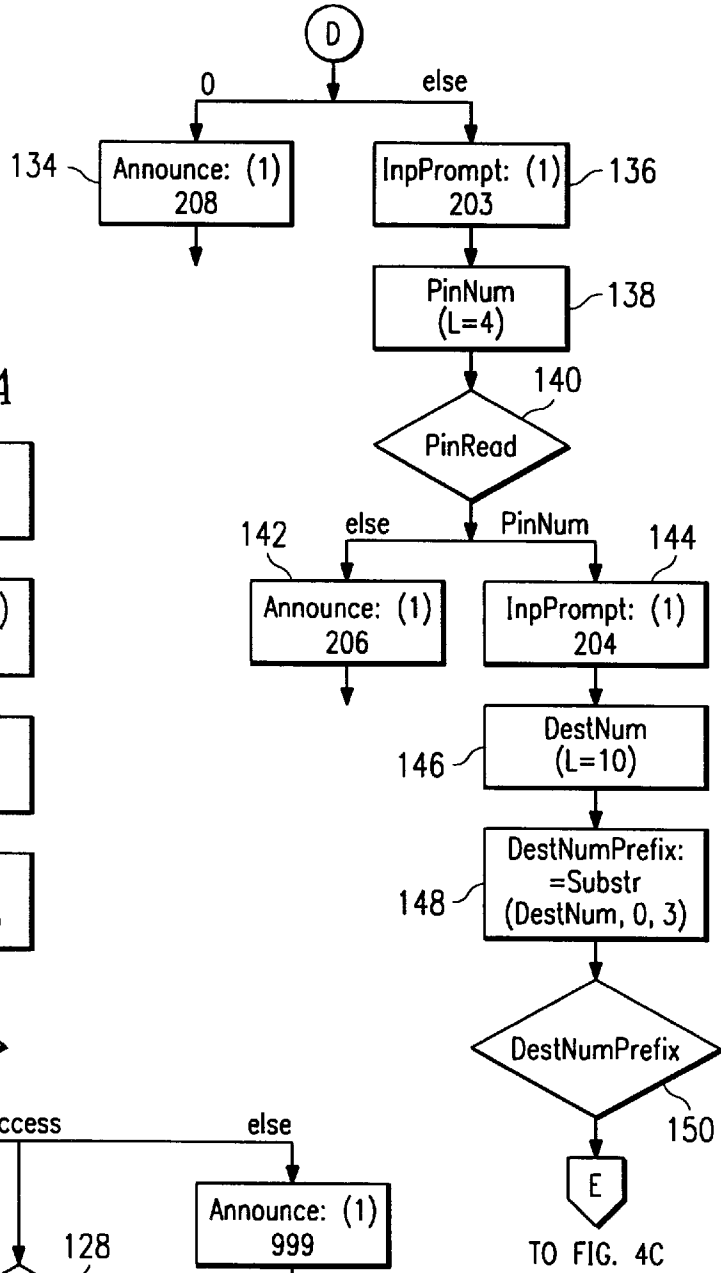 D
0
else
134
Announce: (1)
208
InpPrompt: (1)
203
136
PinNum
(L=4)
138
140
PinRead
else
PinNum
142
144
Announce: (1)
206
InpPrompt: (1)
204
DestNum
(L=10)
146
DestNumPrefix:
=Substr
(DestNum, 0, 3)
148
DestNumPrefix
150
E
TO FIG. 4C
else
Announce: (1)
999
128